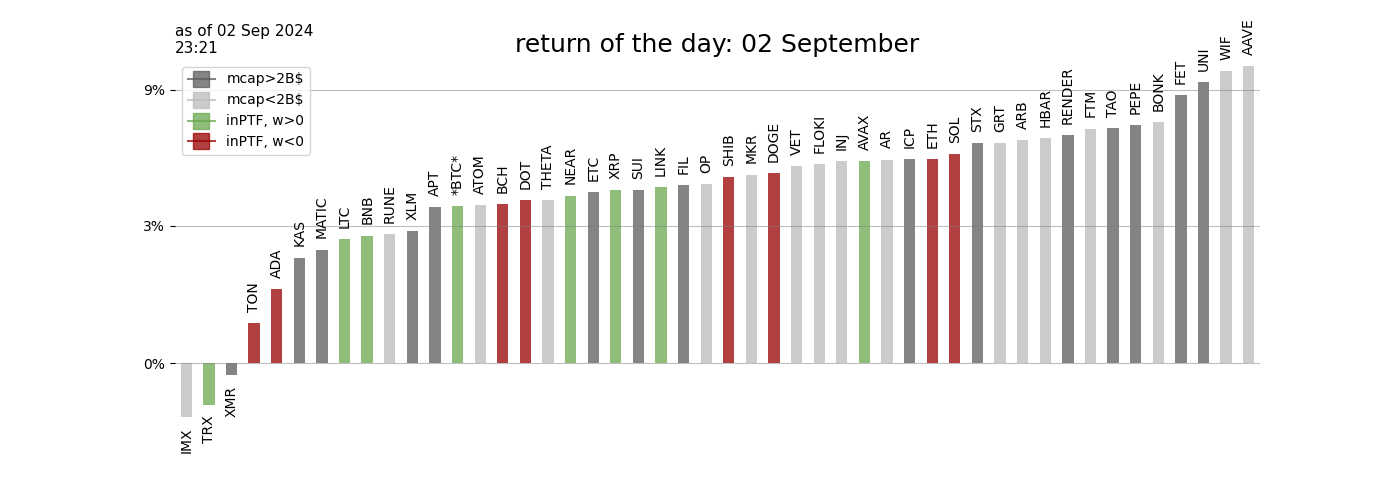 as of 02 Sep 2024
23:21
return of the day: 02 September
mcap>2B$
mcap<2B$
inPTF, w>0
inPTF, w<0
9%
3%
0%
IMX
TRX
XMR
TON
ADA
KAS
MATIC
LTC
BNB
RUNE
XLM
APT
*BTC*
ATOM
BCH
DOT
THETA
NEAR
ETC
XRP
SUI
LINK
FIL
OP
SHIB
MKR
DOGE
VET
FLOKI
INJ
AVAX
AR
ICP
ETH
SOL
STX
GRT
ARB
HBAR
RENDER
FTM
TAO
PEPE
BONK
FET
UNI
WIF
AAVE